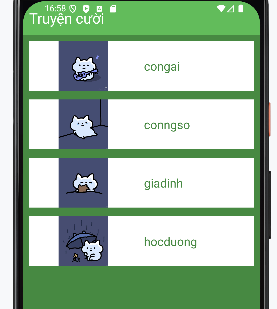 16:58
Truyện cười
congai
conngso
giadinh
hocduong